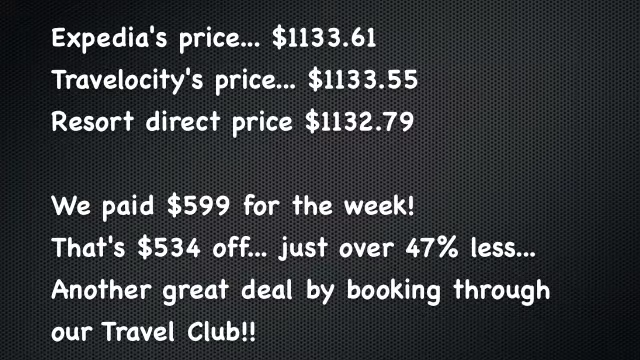 Expedia's price... $1133.61
Travelocity's price... $1133.55
Resort direct price $1132.79
We paid $599 for the week!
That's $534 off... just over 47% less...
Another great deal by booking through
our Travel Club!!